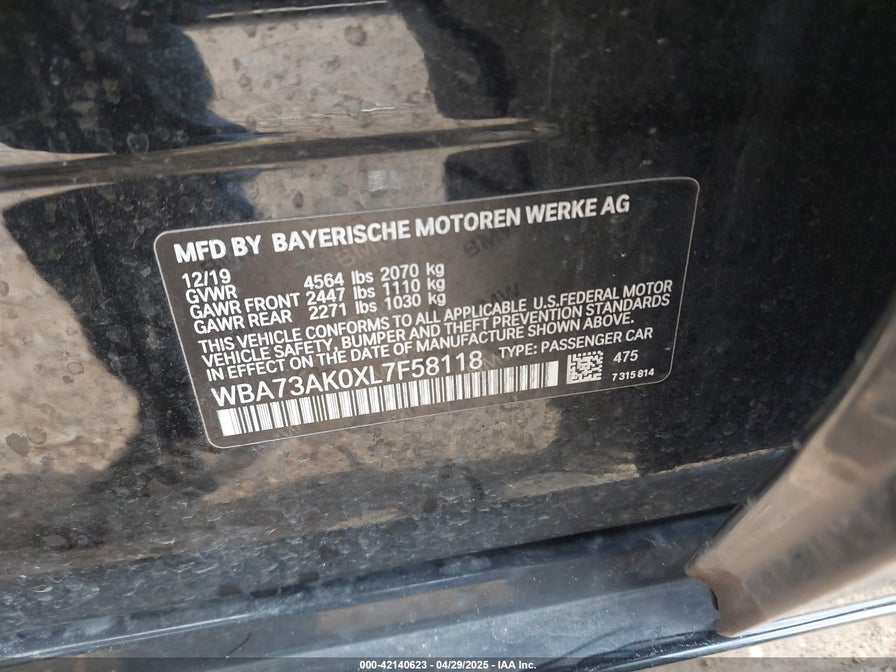 MFD BY BAYERISCHE MOTOREN WERKE AG
12/19
GVWR 4564 lbs 2070 kg
GAWR FRONT 2447 lbs 1110 kg
GAWR REAR 2271 lbs 1030 kg
THIS VEHICLE CONFORMS TO ALL APPLICABLE U.S.FEDERAL MOTOR
VEHICLE SAFETY, BUMPER AND THEFT PREVENTION STANDARDS
IN EFFECT ON THE DATE OF MANUFACTURE SHOWN ABOVE.
WBA73AK0XL7F58118 TYPE: PASSENGER CAR
475
7 315 814
000-42140623 - 04/29/2025 - IAA Inc.